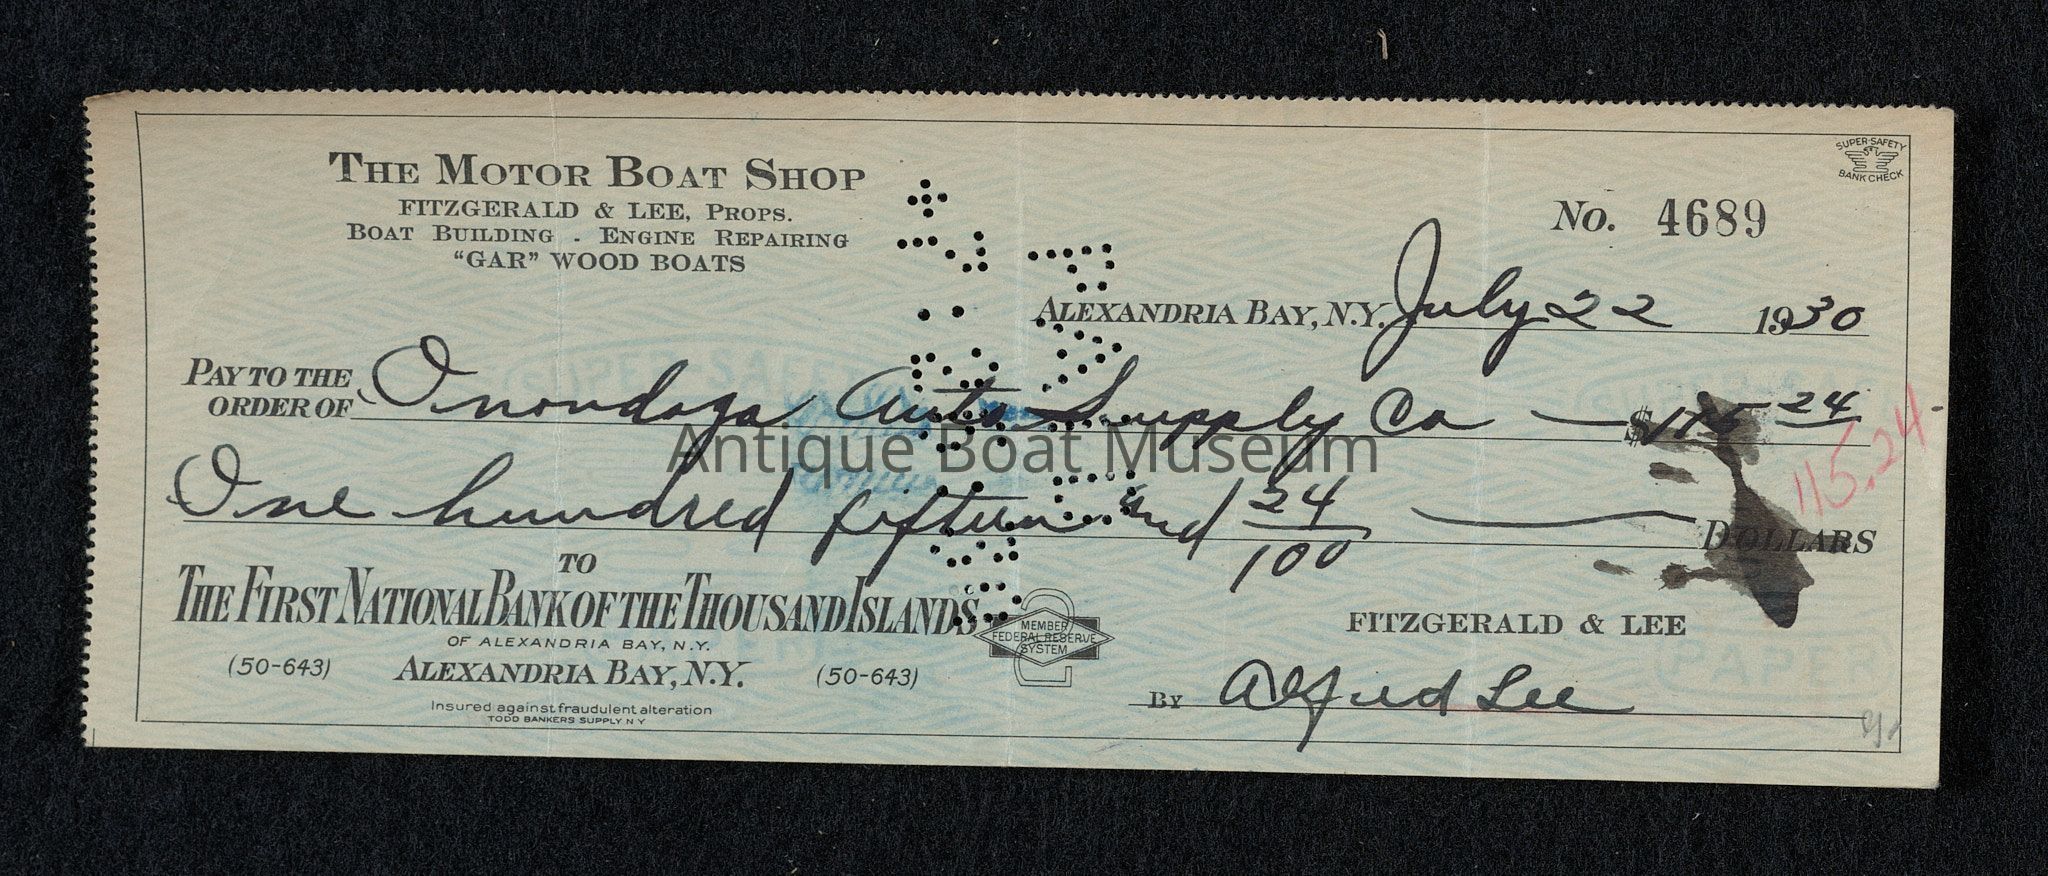 THE MOTOR BOAT SHOP
FITZGERALD & LEE, PROPS.
BOAT BUILDING - ENGINE REPAIRING
"GAR" WOOD BOATS
SUPER-SAFETY
BANK CHECK
No. 4689
ALEXANDRIA BAY, N.Y. July 22 1930
PAY TO THE
ORDER OF Onondaga Auto Supply Co $115 24
115.24
Antique Boat Museum
One hundred fifteen and 24/100 DOLLARS
TO
THE FIRST NATIONAL BANK OF THE THOUSAND ISLANDS
OF ALEXANDRIA BAY, N.Y.
(50-643) ALEXANDRIA BAY, N.Y. (50-643)
MEMBER
FEDERAL RESERVE
SYSTEM
FITZGERALD & LEE
By Alfred Lee
Insured against fraudulent alteration
TODD BANKERS SUPPLY N Y